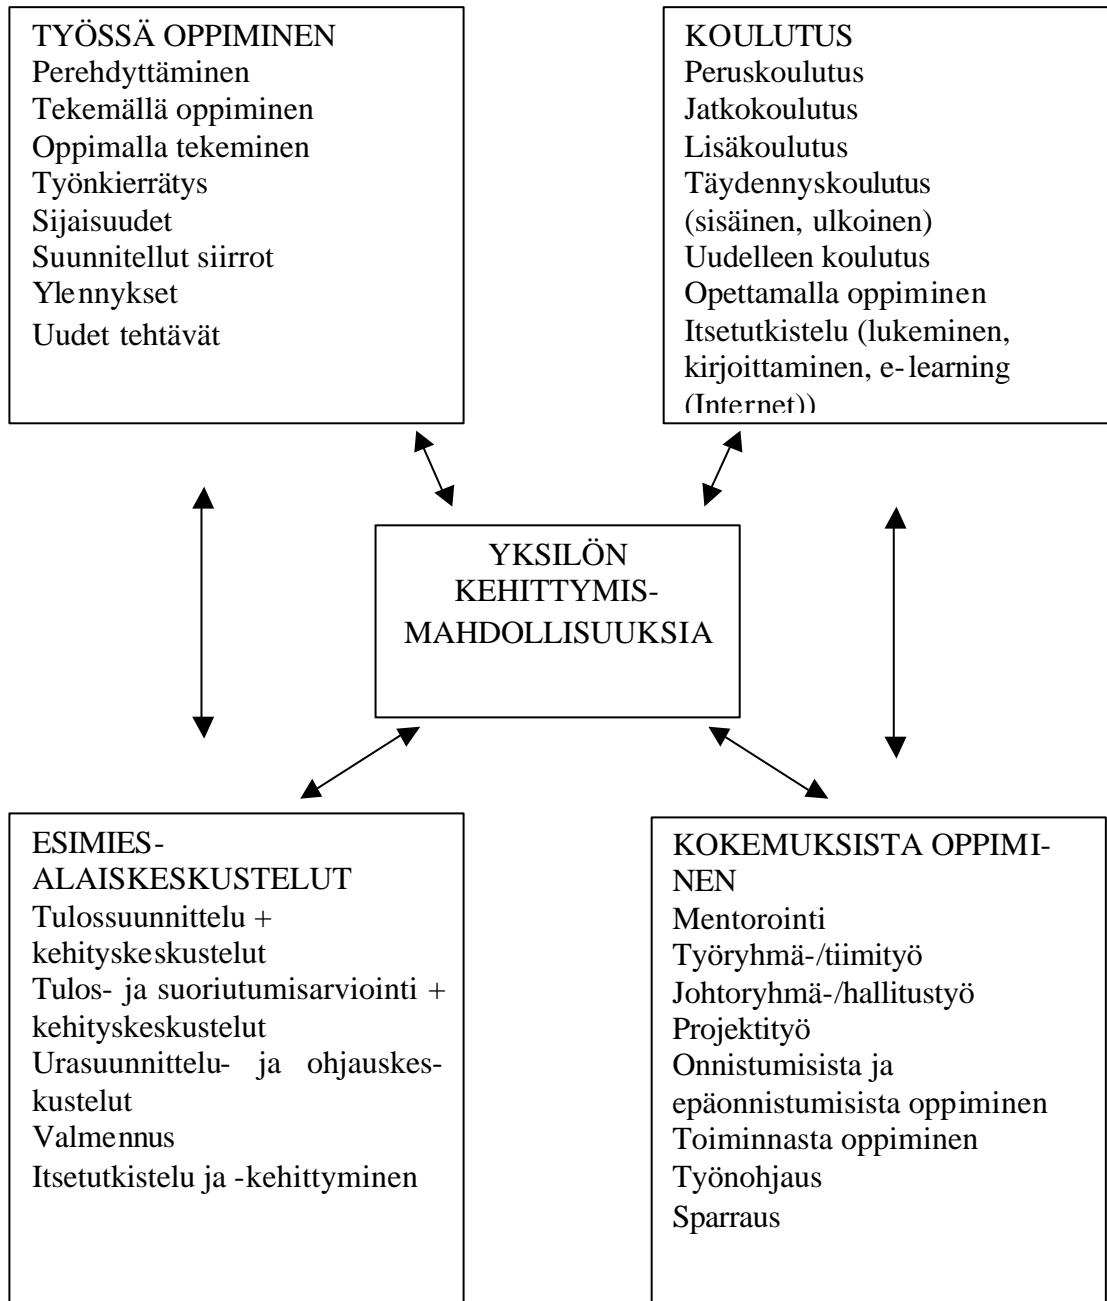 TYÖSSÄ OPPIMINEN
Perehdyttäminen
Tekemällä oppiminen
Oppimalla tekeminen
Työnkierrätys
Sijaisuudet
Suunnitellut siirrot
Ylennykset
Uudet tehtävät
KOULUTUS
Peruskoulutus
Jatkokoulutus
Lisäkoulutus
Täydennyskoulutus
(sisäinen, ulkoinen)
Uudelleen koulutus
Opettamalla oppiminen
Itsetutkistelu (lukeminen,
kirjoittaminen, e-learning
(Internet))
YKSILÖN
KEHITTYMIS-
MAHDOLLISUUKSIA
ESIMIES-
ALAISKESKUSTELUT
Tulossuunnittelu +
kehityskeskustelut
Tulos- ja suoriutumisarviointi +
kehityskeskustelut
Urasuunnittelu- ja ohjauskes-
kustelut
Valmennus
Itsetutkistelu ja -kehittyminen
KOKEMUKSISTA OPPIMI-
NEN
Mentorointi
Työryhmä-/tiimityö
Johtoryhmä-/hallitustyö
Projektityö
Onnistumisista ja
epäonnistumisista oppiminen
Toiminnasta oppiminen
Työnohjaus
Sparraus